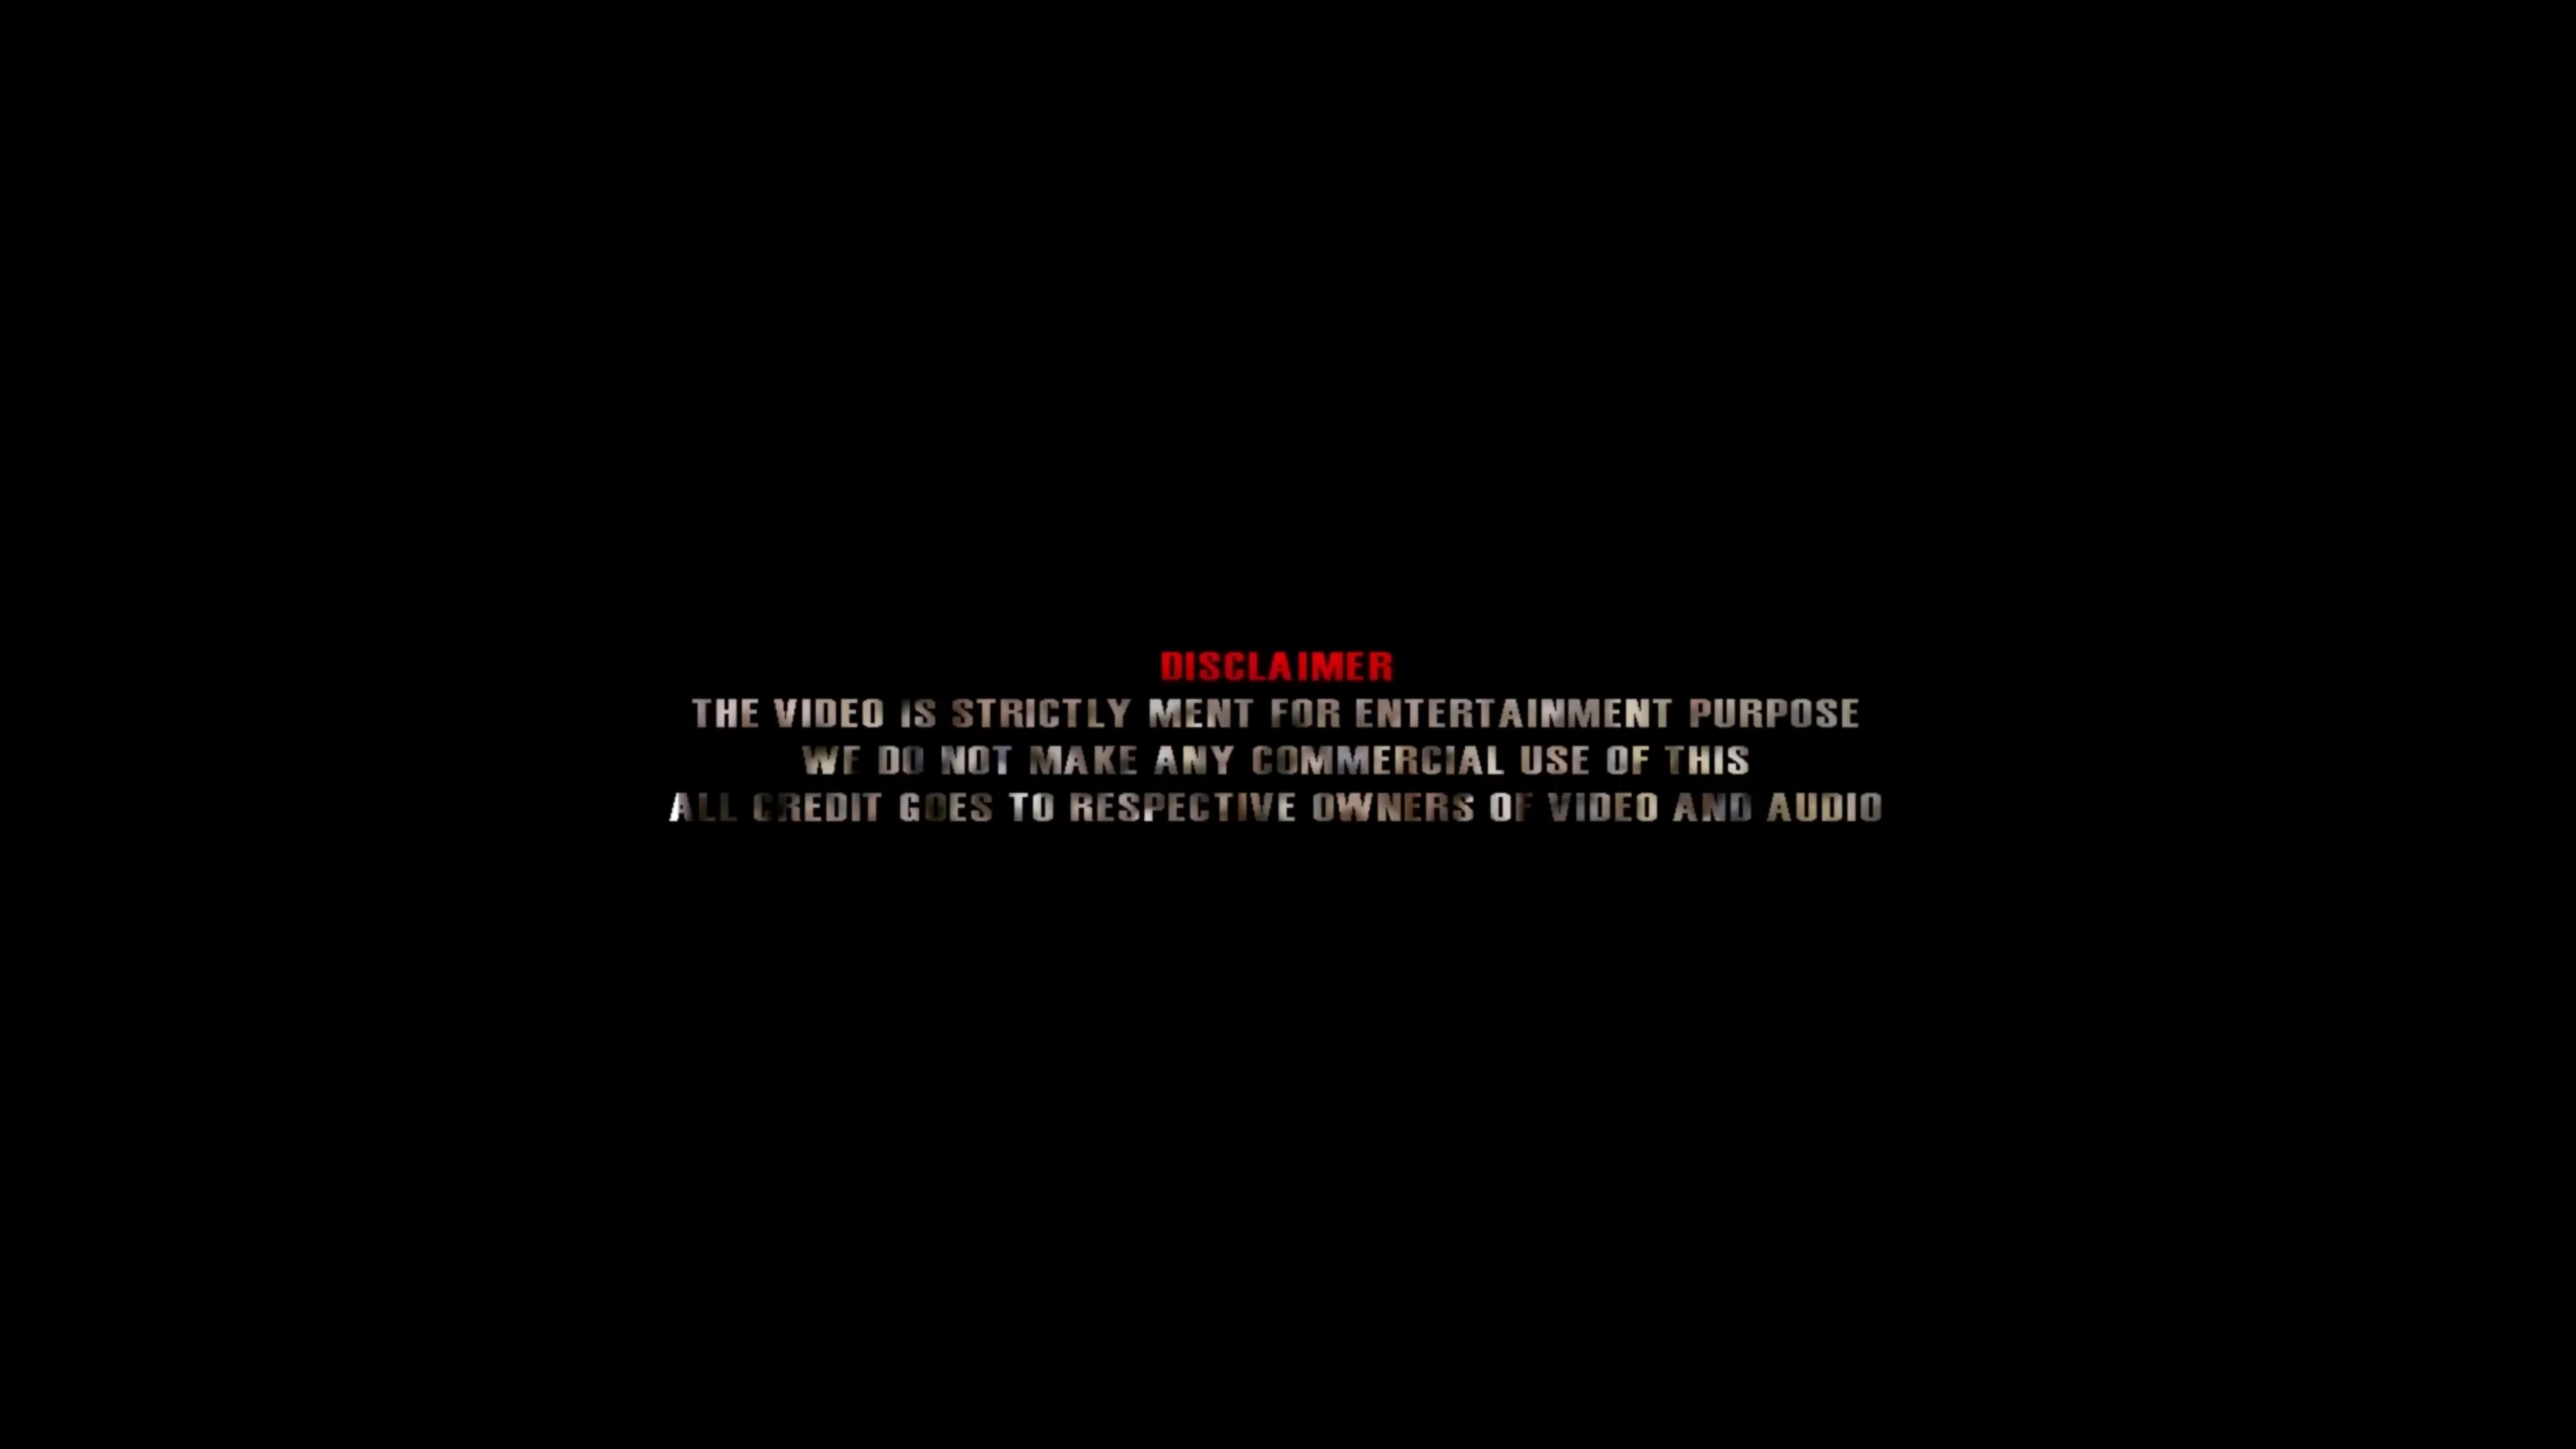 DISCLAIMER
THE VIDEO IS STRICTLY MENT FOR ENTERTAINMENT PURPOSE
WE DO NOT MAKE ANY COMMERCIAL USE OF THIS
ALL CREDIT GOES TO RESPECTIVE OWNERS OF VIDEO AND AUDIO